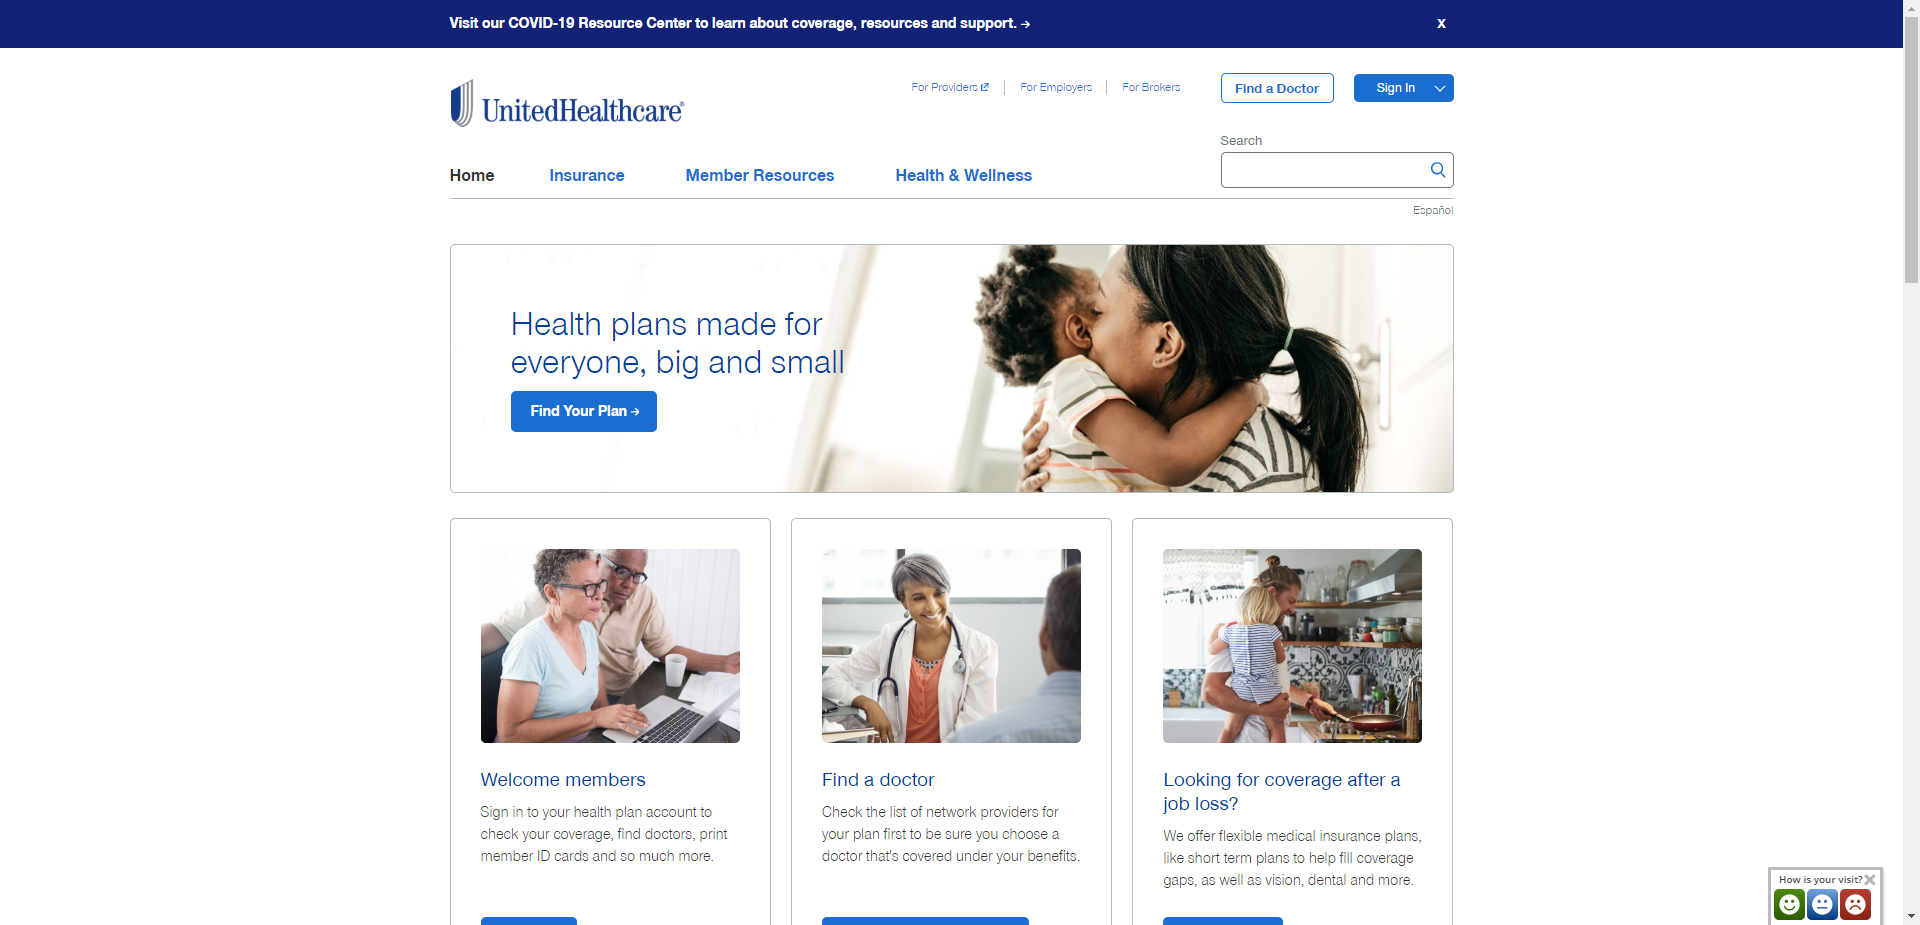 Visit our COVID-19 Resource Center to learn about coverage, resources and support. →
X
UnitedHealthcare®
For Providers
For Employers
For Brokers
Find a Doctor
Sign In
Search
Home
Insurance
Member Resources
Health & Wellness
Español
Health plans made for
everyone, big and small
Find Your Plan →
Welcome members
Sign in to your health plan account to
check your coverage, find doctors, print
member ID cards and so much more.
Find a doctor
Check the list of network providers for
your plan first to be sure you choose a
doctor that's covered under your benefits.
Looking for coverage after a
job loss?
We offer flexible medical insurance plans,
like short term plans to help fill coverage
gaps, as well as vision, dental and more.
How is your visit?